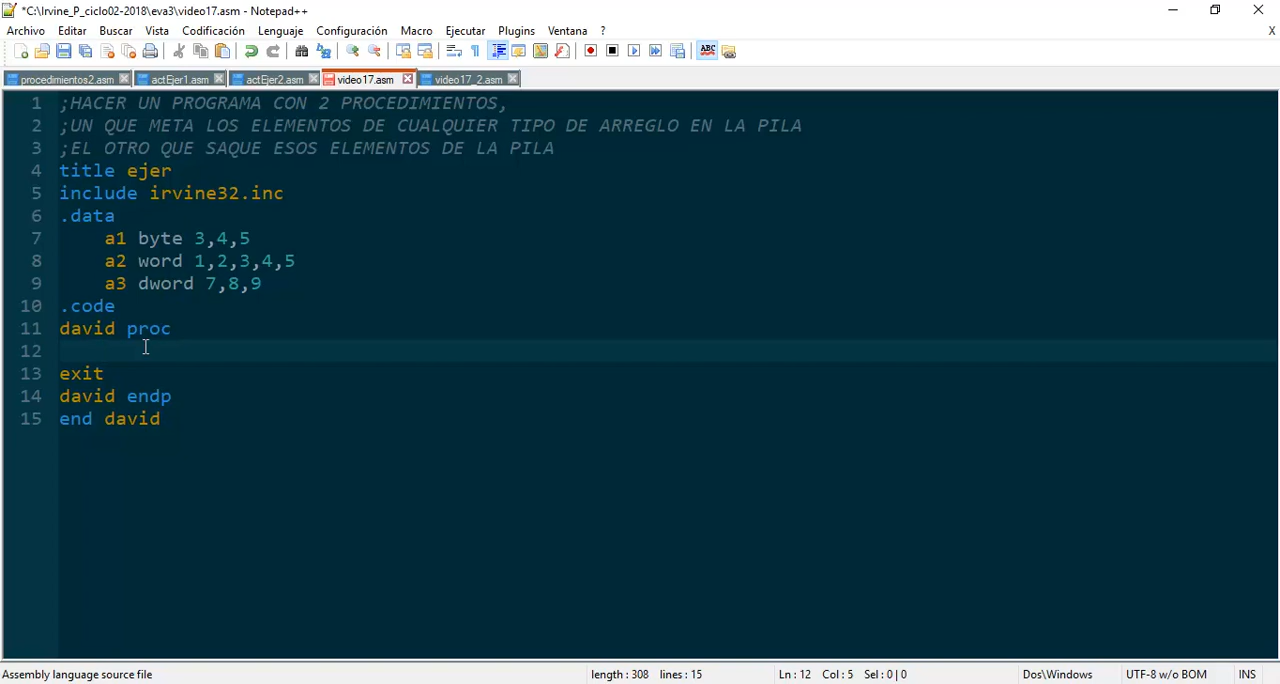 *C:\Irvine_P_ciclo02-2018\eva3\video17.asm - Notepad++
Archivo Editar Buscar Vista Codificación Lenguaje Configuración Macro Ejecutar Plugins Ventana ? X
ABC
procedimientos2.asm actEjer1.asm actEjer2.asm video17.asm video17_2.asm
1 ;HACER UN PROGRAMA CON 2 PROCEDIMIENTOS,
2 ;UN QUE META LOS ELEMENTOS DE CUALQUIER TIPO DE ARREGLO EN LA PILA
3 ;EL OTRO QUE SAQUE ESOS ELEMENTOS DE LA PILA
4 title ejer
5 include irvine32.inc
6 .data
7 a1 byte 3,4,5
8 a2 word 1,2,3,4,5
9 a3 dword 7,8,9
10 .code
11 david proc
12
13 exit
14 david endp
15 end david
Assembly language source file length : 308 lines : 15 Ln : 12 Col : 5 Sel : 0 | 0 Dos\Windows UTF-8 w/o BOM INS